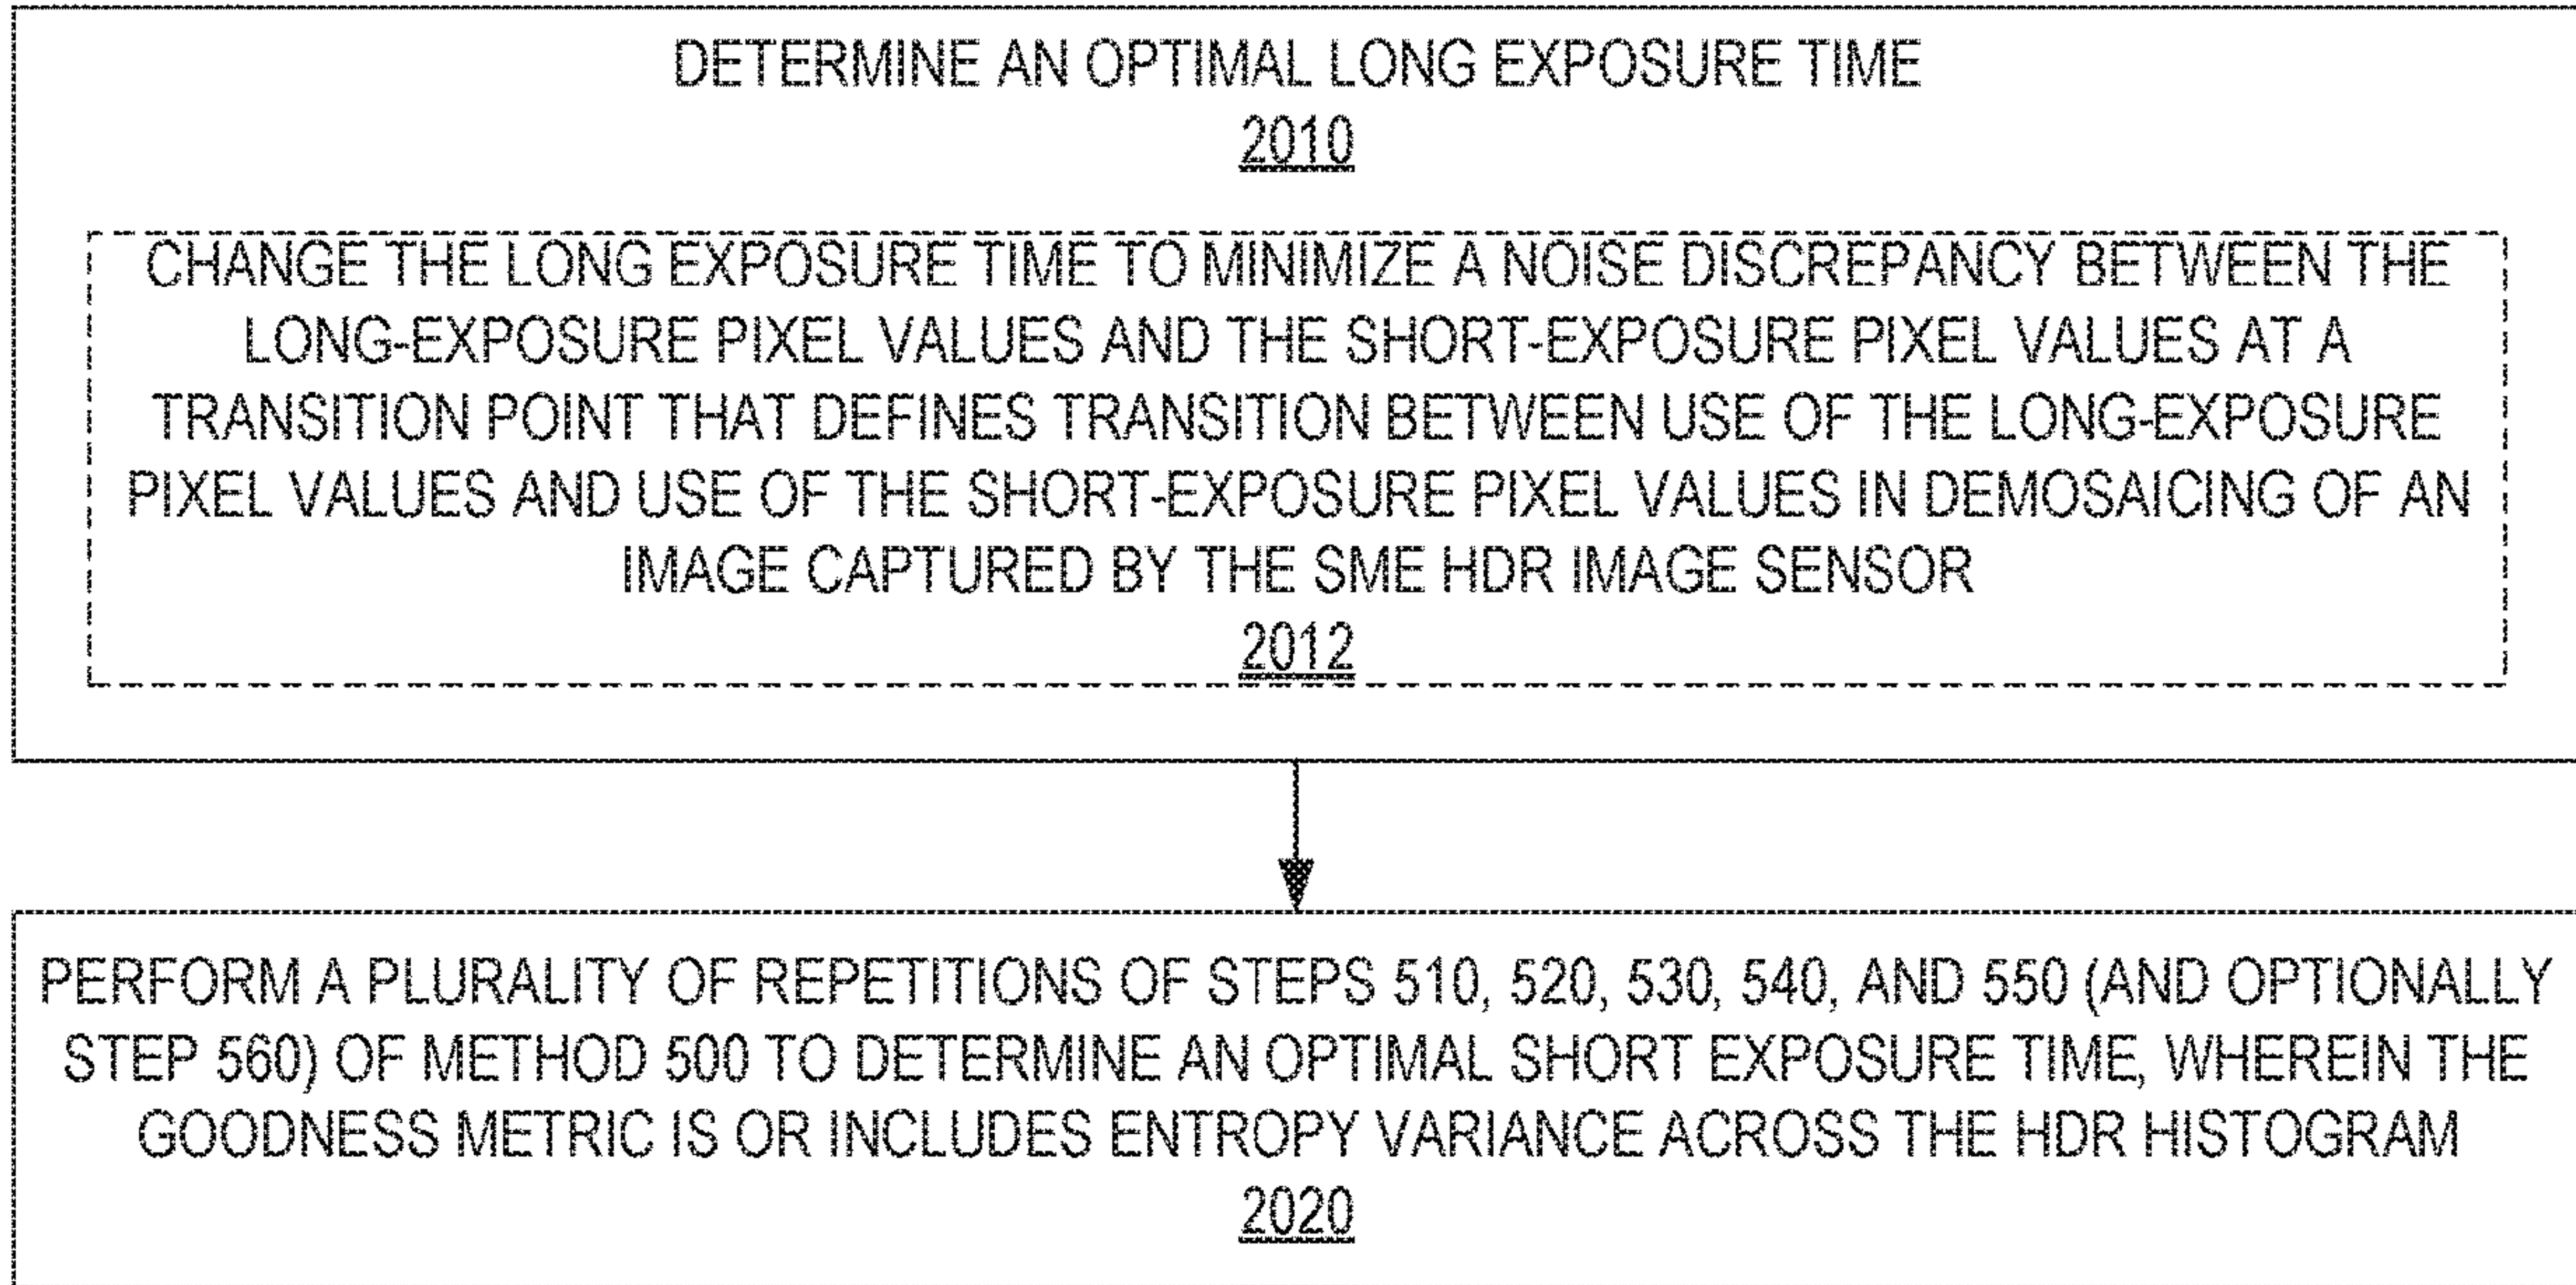 DETERMINE AN OPTIMAL LONG EXPOSURE TIME
2010
CHANGE THE LONG EXPOSURE TIME TO MINIMIZE A NOISE DISCREPANCY BETWEEN THE
LONG-EXPOSURE PIXEL VALUES AND THE SHORT-EXPOSURE PIXEL VALUES AT A
TRANSITION POINT THAT DEFINES TRANSITION BETWEEN USE OF THE LONG-EXPOSURE
PIXEL VALUES AND USE OF THE SHORT-EXPOSURE PIXEL VALUES IN DEMOSAICING OF AN
IMAGE CAPTURED BY THE SME HDR IMAGE SENSOR
2012
PERFORM A PLURALITY OF REPETITIONS OF STEPS 510, 520, 530, 540, AND 550 (AND OPTIONALLY
STEP 560) OF METHOD 500 TO DETERMINE AN OPTIMAL SHORT EXPOSURE TIME, WHEREIN THE
GOODNESS METRIC IS OR INCLUDES ENTROPY VARIANCE ACROSS THE HDR HISTOGRAM
2020